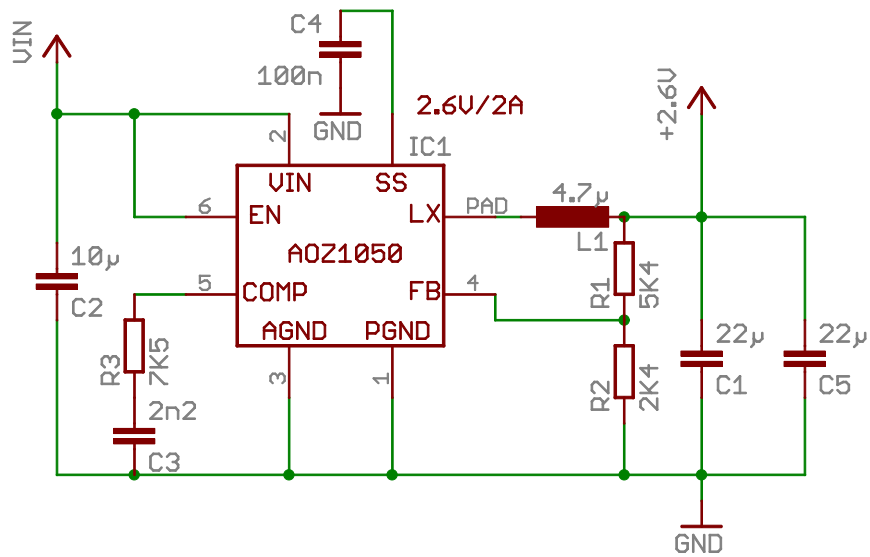 VIN
C4
100n
GND
2.6V/2A
IC1
+2.6V
2
VIN
SS
6
EN
LX
PAD
4.7µ
L1
AOZ1050
10µ
C2
5
COMP
FB
4
R1
5K4
AGND
PGND
R3
7K5
3
1
R2
2K4
22µ
C1
22µ
C5
2n2
C3
GND